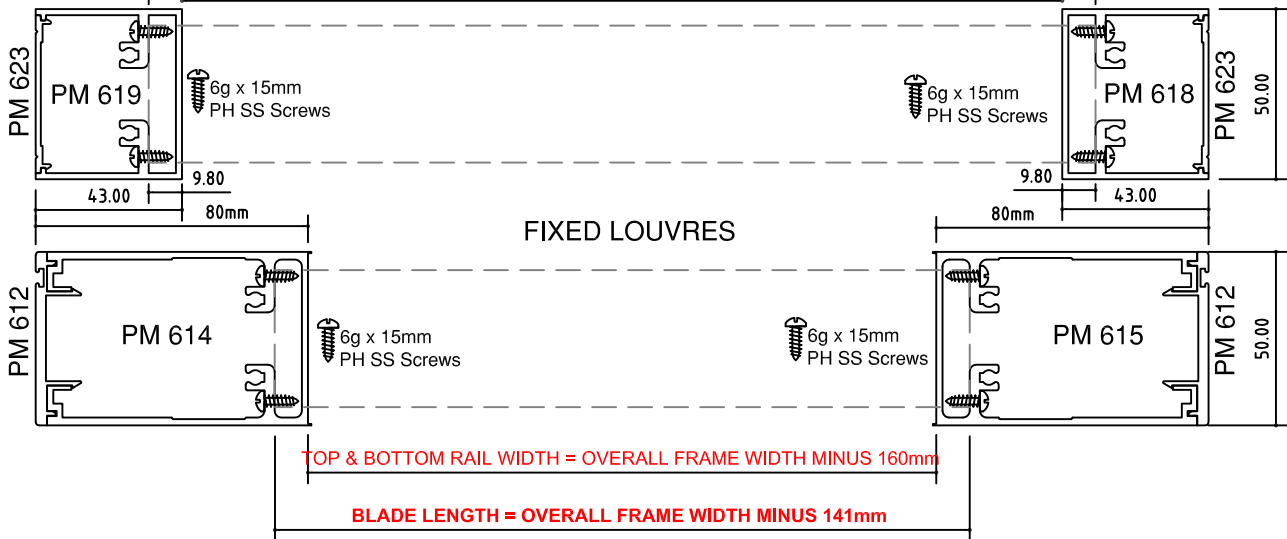 PM 623
PM 619
6g x 15mm
PH SS Screws
6g x 15mm
PH SS Screws
PM 618
PM 623
50.00
9.80
43.00
80mm
9.80
43.00
80mm
FIXED LOUVRES
PM 612
PM 614
6g x 15mm
PH SS Screws
6g x 15mm
PH SS Screws
PM 615
PM 612
50.00
TOP & BOTTOM RAIL WIDTH = OVERALL FRAME WIDTH MINUS 160mm
BLADE LENGTH = OVERALL FRAME WIDTH MINUS 141mm